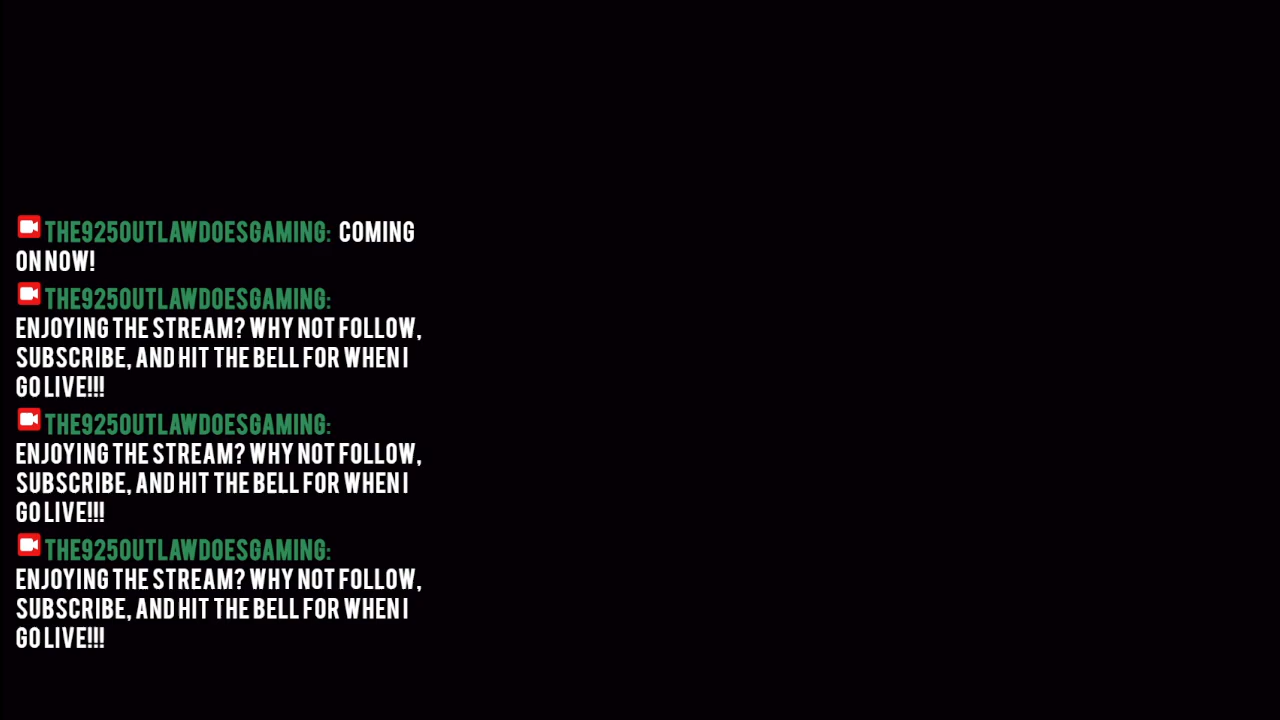 THE925OUTLAWDOESGAMING: COMING
ON NOW!
THE925OUTLAWDOESGAMING:
ENJOYING THE STREAM? WHY NOT FOLLOW,
SUBSCRIBE, AND HIT THE BELL FOR WHEN I
GO LIVE!!!
THE925OUTLAWDOESGAMING:
ENJOYING THE STREAM? WHY NOT FOLLOW,
SUBSCRIBE, AND HIT THE BELL FOR WHEN I
GO LIVE!!!
THE925OUTLAWDOESGAMING:
ENJOYING THE STREAM? WHY NOT FOLLOW,
SUBSCRIBE, AND HIT THE BELL FOR WHEN I
GO LIVE!!!